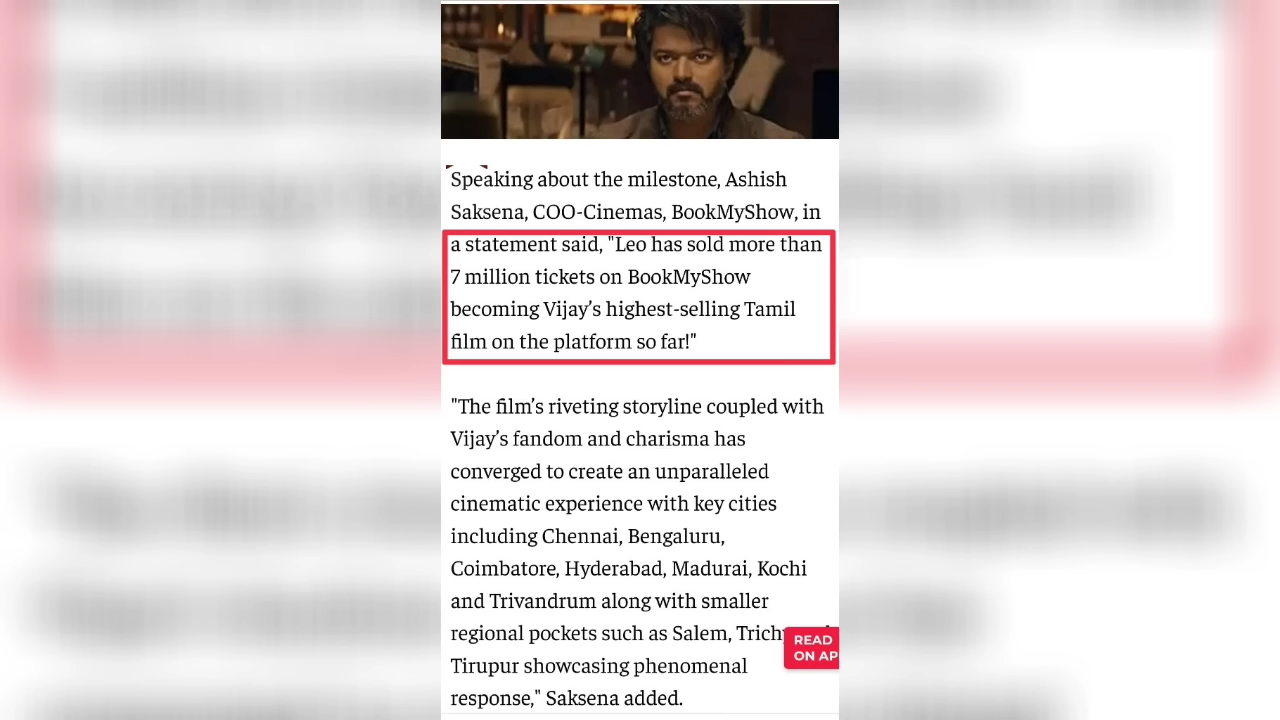 Speaking about the milestone, Ashish
Saksena, COO-Cinemas, BookMyShow, in
a statement said, "Leo has sold more than
7 million tickets on BookMyShow
becoming Vijay’s highest-selling Tamil
film on the platform so far!"
"The film’s riveting storyline coupled with
Vijay’s fandom and charisma has
converged to create an unparalleled
cinematic experience with key cities
including Chennai, Bengaluru,
Coimbatore, Hyderabad, Madurai, Kochi
and Trivandrum along with smaller
regional pockets such as Salem,
READ
ON AP
Tirupur showcasing phenomenal
response," Saksena added.